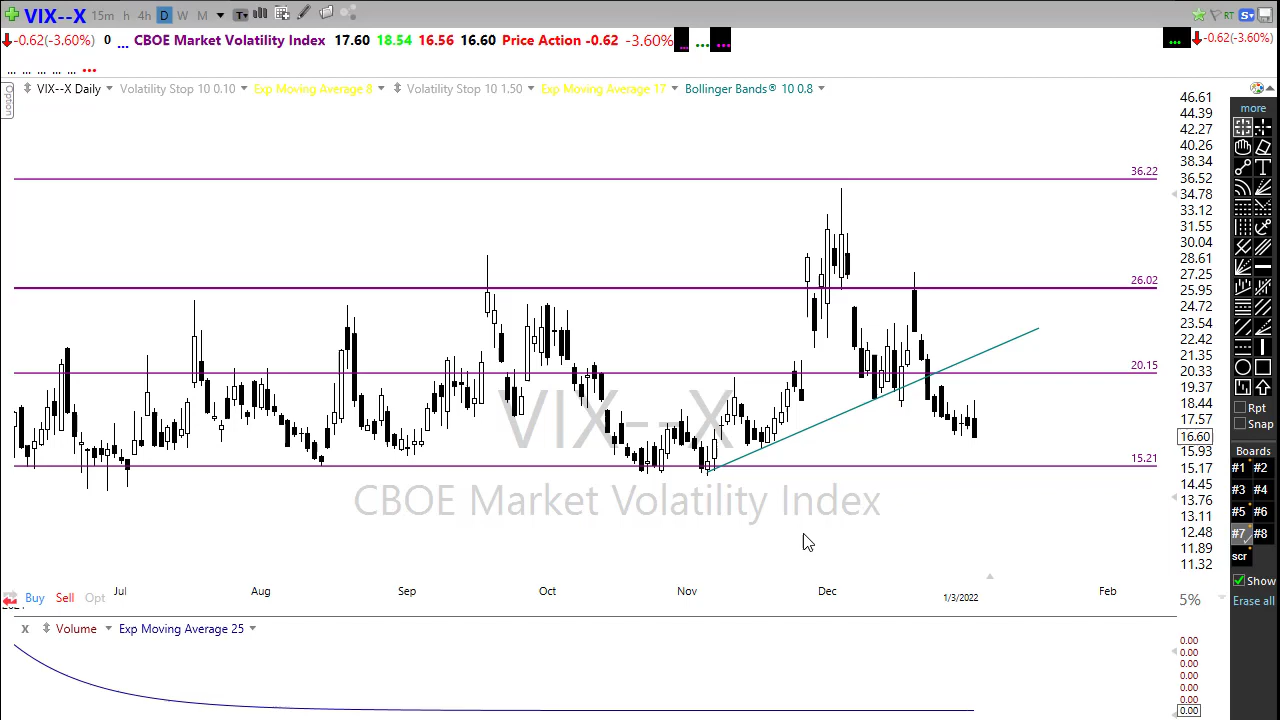 VIX--X 15m h 4h D W M T RT S
-0.62(-3.60%) 0 ... CBOE Market Volatility Index 17.60 18.54 16.56 16.60 Price Action -0.62 -3.60% ... ... ... ... -0.62(-3.60%)
... ... ... ... ... ...
Option
VIX--X Daily Volatility Stop 10 0.10 Exp Moving Average 8 Volatility Stop 10 1.50 Exp Moving Average 17 Bollinger Bands® 10 0.8
46.61
44.39
42.27
40.26
38.34
36.52
34.78
33.12
31.55
30.04
28.61
27.25
25.95
24.72
23.54
22.42
21.35
20.33
19.37
18.44
17.57
16.60
15.93
15.17
14.45
13.76
13.11
12.48
11.89
11.32
36.22
26.02
20.15
15.21
VIX--X
CBOE Market Volatility Index
Jul Aug Sep Oct Nov Dec 1/3/2022 Feb
Buy Sell Opt
5%
X Volume Exp Moving Average 25
0.00
0.00
0.00
0.00
0.00
0.00
0.00
more
T
Rpt
Snap
Boards
#1 #2
#3 #4
#5 #6
#7 #8
scr
Show
Erase all